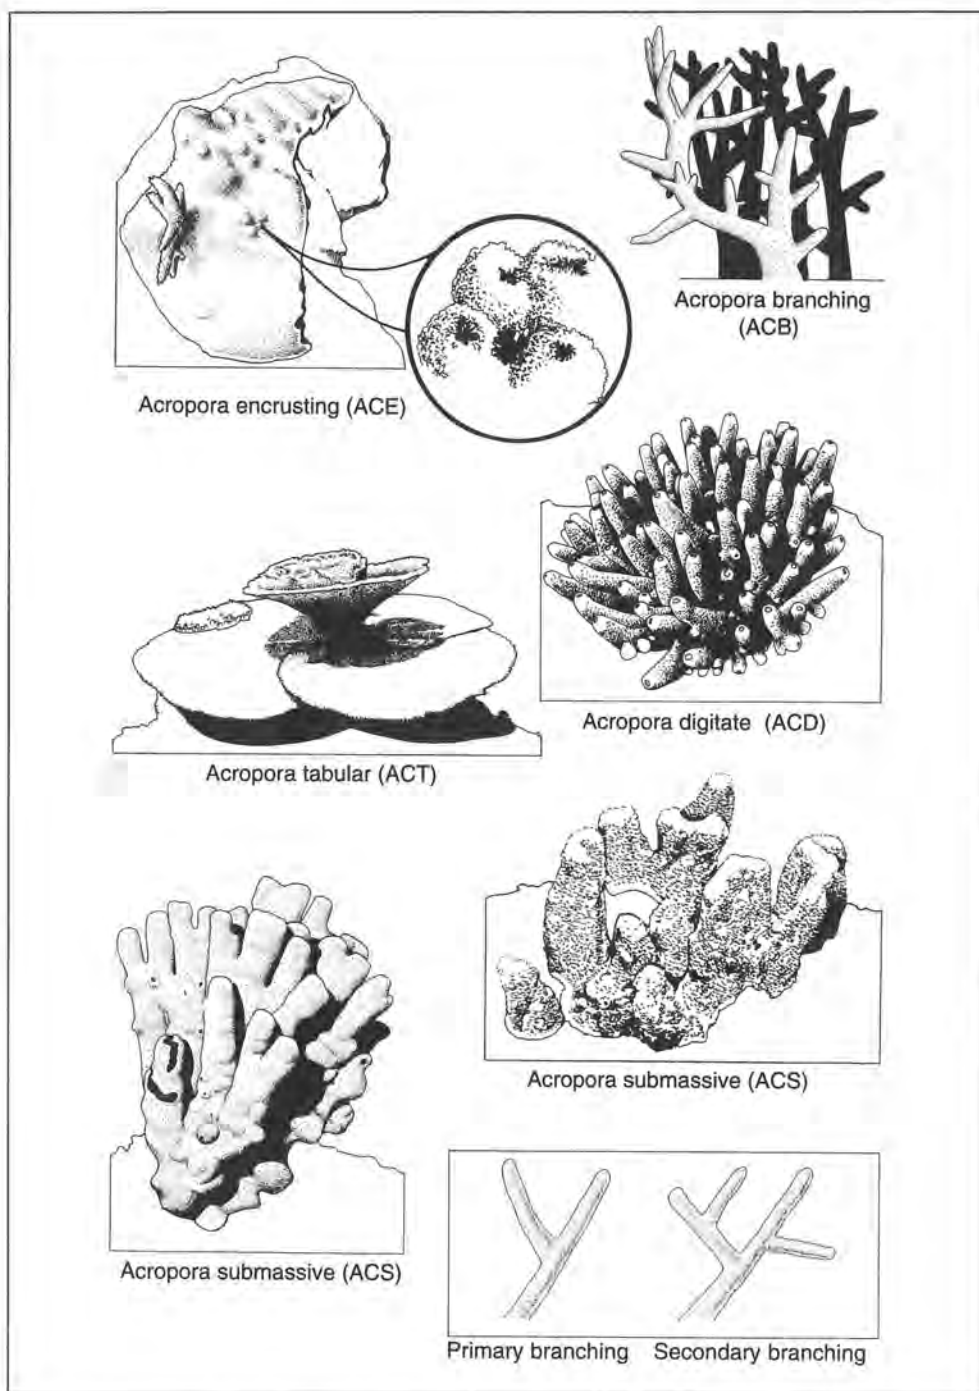 Acropora branching
(ACB)
Acropora encrusting (ACE)
Acropora digitate (ACD)
Acropora tabular (ACT)
Acropora submassive (ACS)
Acropora submassive (ACS)
Primary branching
Secondary branching